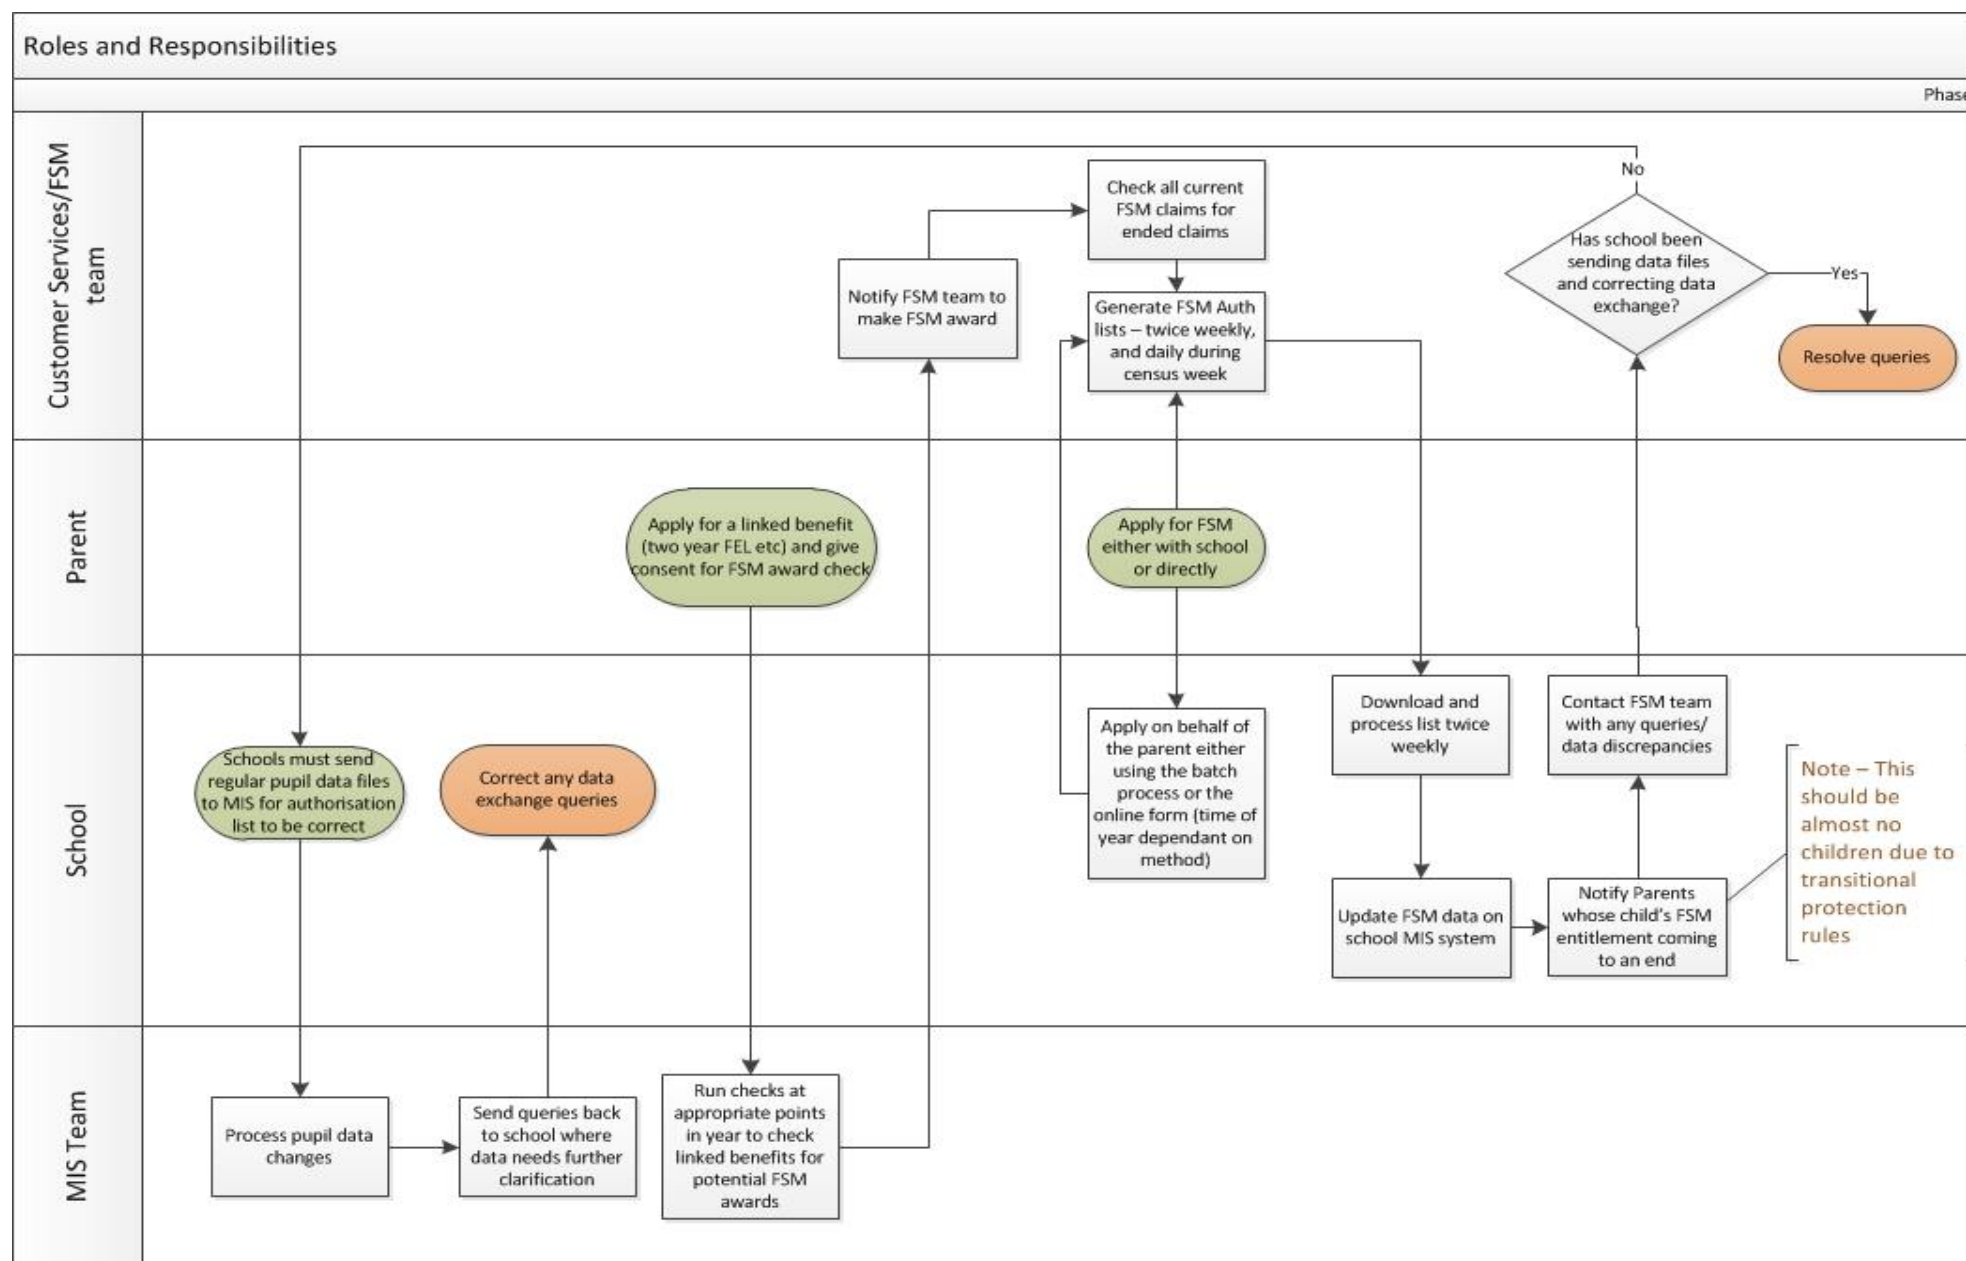 Roles and Responsibilities
Phase
Customer Services/FSM
team
No
Check all current
FSM claims for
ended claims
Has school been
sending data files
and correcting data
exchange?
Yes
Notify FSM team to
make FSM award
Generate FSM Auth
lists – twice weekly,
and daily during
census week
Resolve queries
Parent
Apply for a linked benefit
(two year FEL etc) and give
consent for FSM award check
Apply for FSM
either with school
or directly
School
Schools must send
regular pupil data files
to MIS for authorisation
list to be correct
Correct any data
exchange queries
Apply on behalf of
the parent either
using the batch
process or the
online form (time of
year dependant on
method)
Download and
process list twice
weekly
Contact FSM team
with any queries/
data discrepancies
Note – This
should be
almost no
children due to
transitional
protection
rules
Update FSM data on
school MIS system
Notify Parents
whose child's FSM
entitlement coming
to an end
MIS Team
Process pupil data
changes
Send queries back
to school where
data needs further
clarification
Run checks at
appropriate points
in year to check
linked benefits for
potential FSM
awards